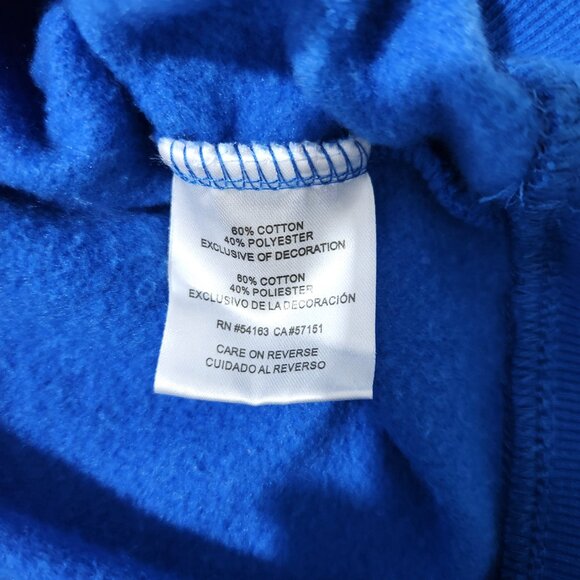 60% COTTON
40% POLYESTER
EXCLUSIVE OF DECORATION
60% COTTON
40% POLIESTER
EXCLUSIVO DE LA DECORACIÓN
RN #54163 CA#57151
CARE ON REVERSE
CUIDADO AL REVERSO